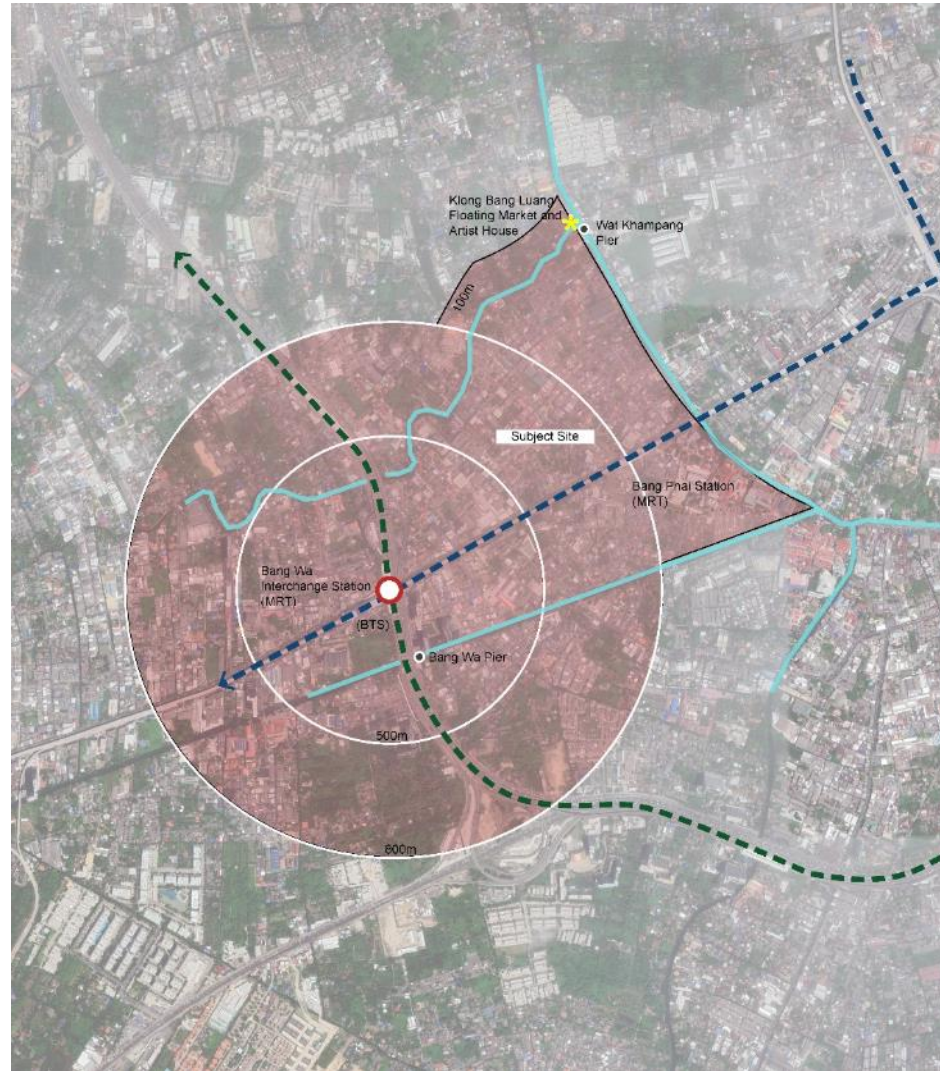 Klong Bang Luang
Floating Market and
Artist House
Wat Khampang
Pier
100m
Subject Site
Bang Phai Station
(MRT)
Bang Wa
Interchange Station
(MRT)
(BTS)
Bang Wa Pier
500m
800m